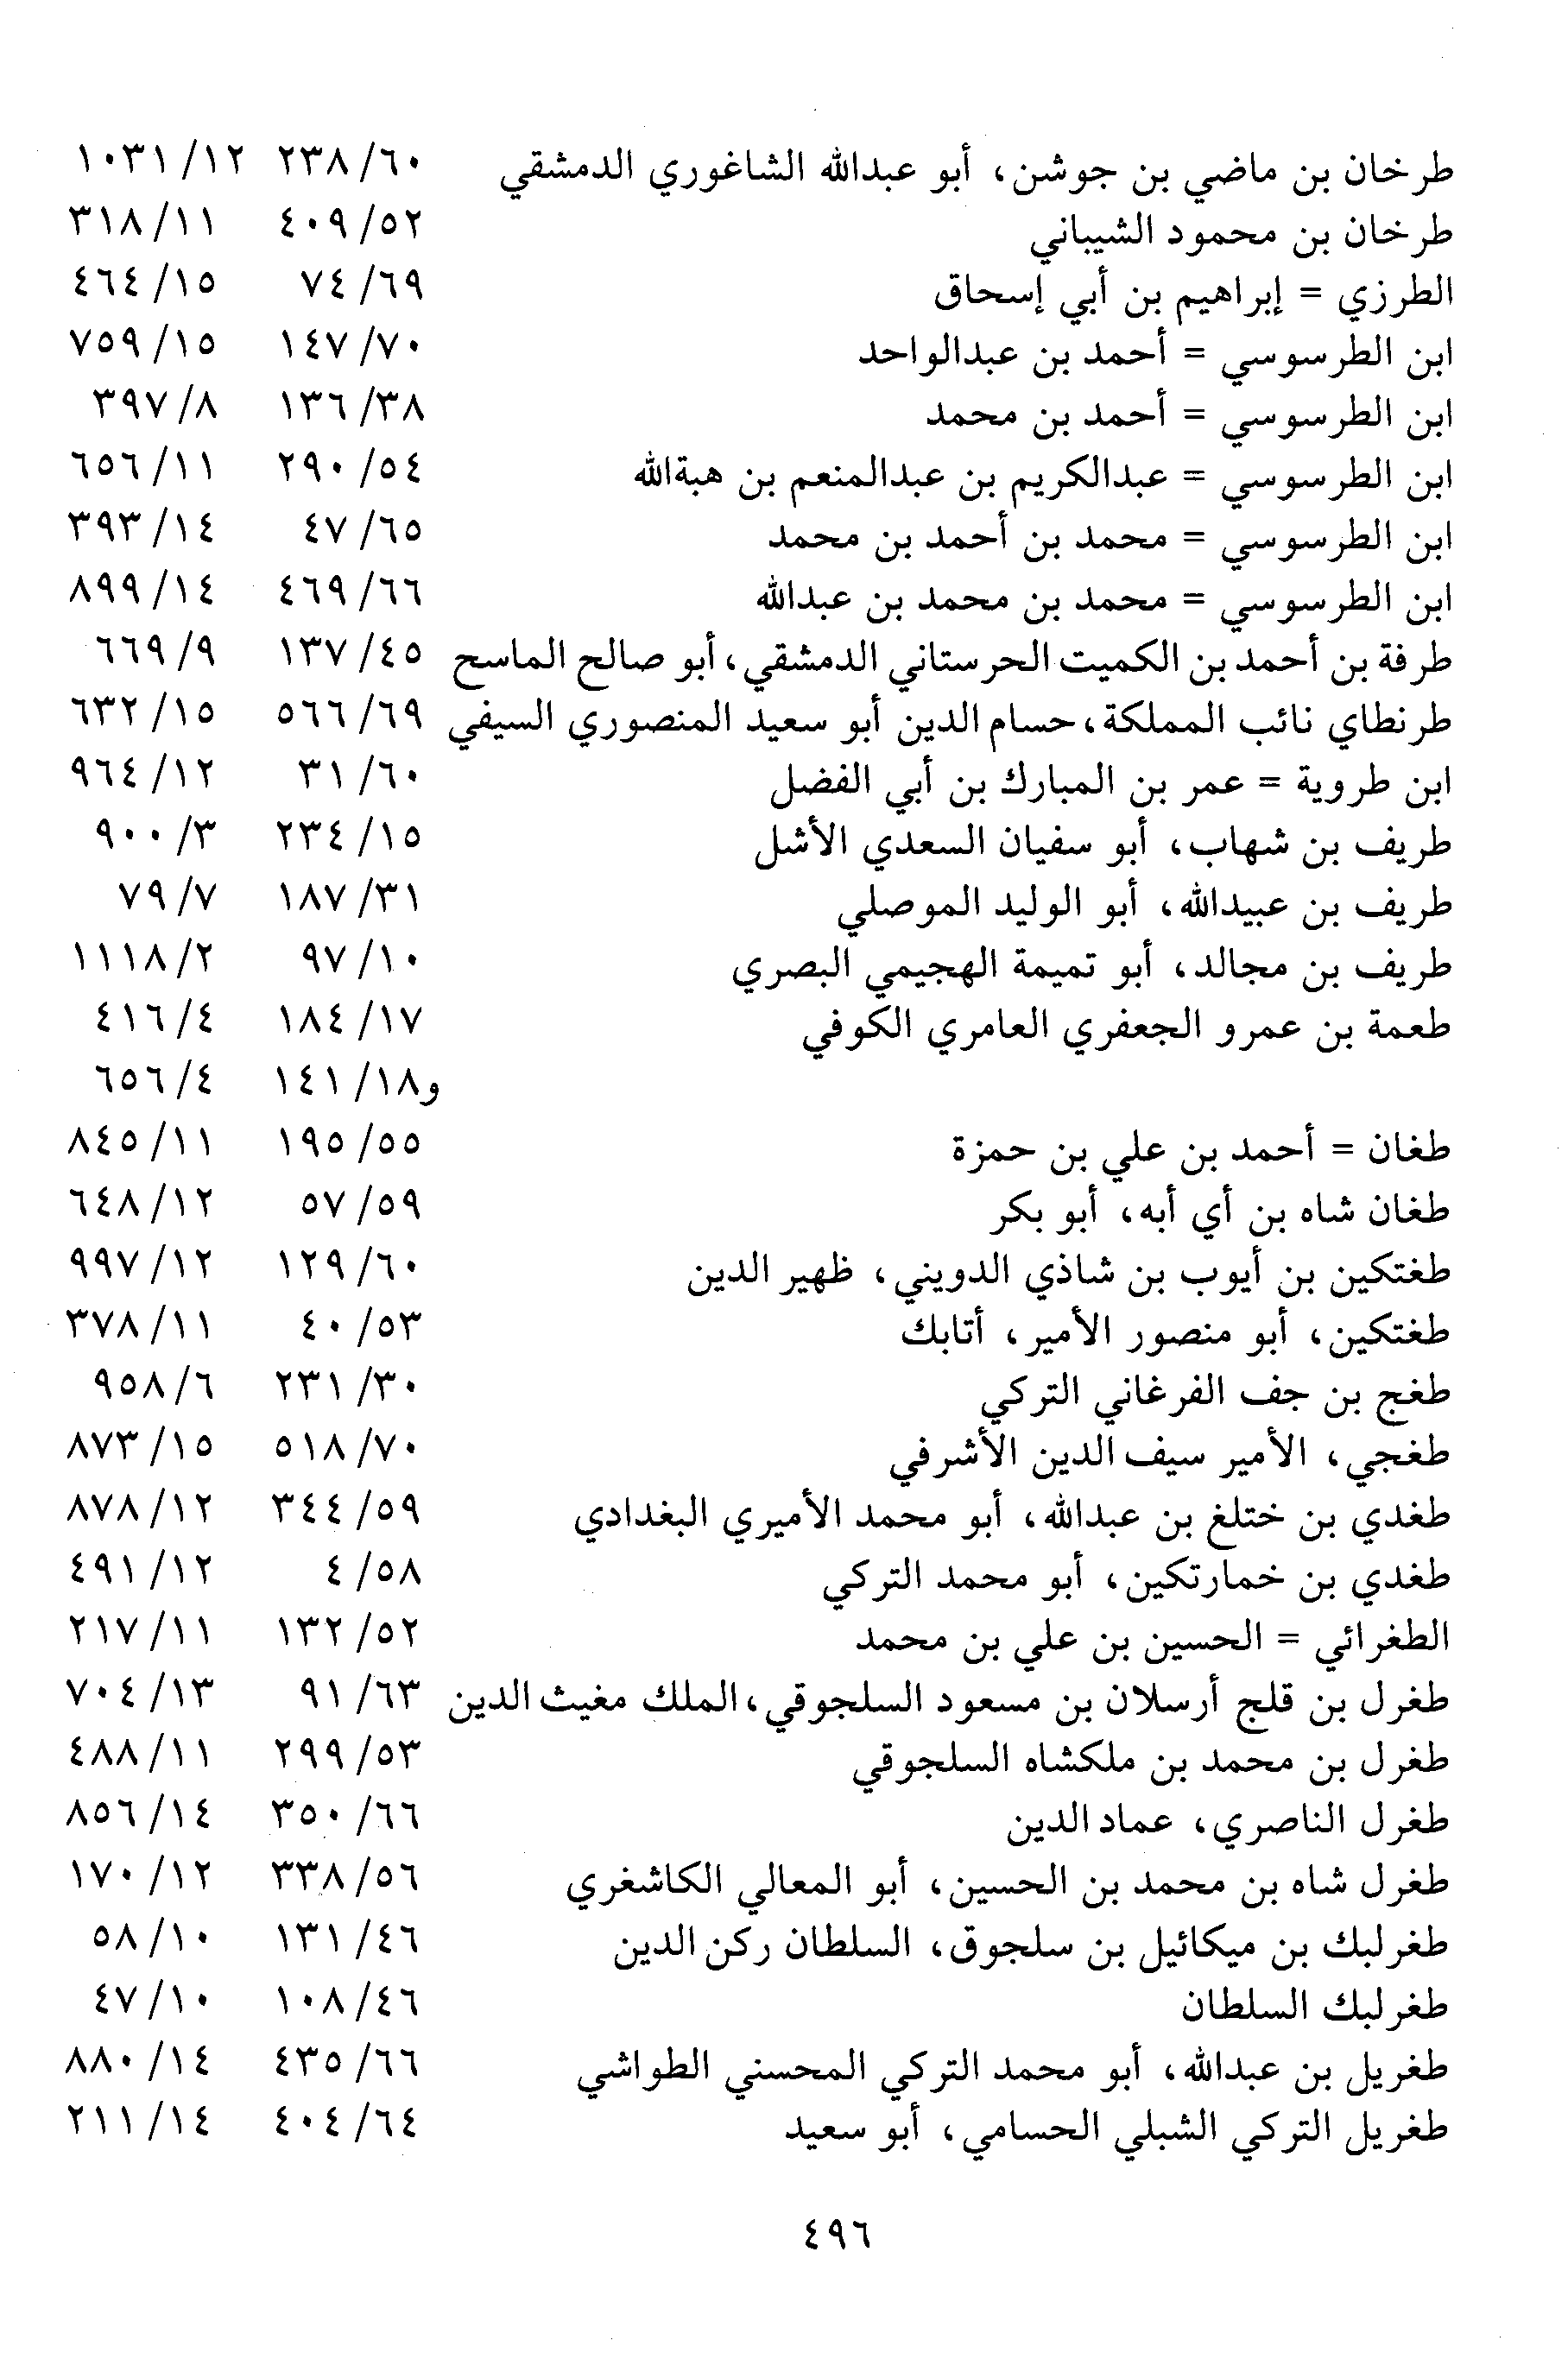 طرخان بن ماضي بن جوشن، أبو عبدالله الشاغوري الدمشقي ٦٠/ ٢٣٨ ١٢/ ١٠٣١
طرخان بن محمود الشيباني ٥٢/ ٤٠٩ ١١/ ٣١٨
الطرزي = إبراهيم بن أبي إسحاق ٦٩/ ٧٤ ١٥/ ٤٦٤
ابن الطرسوسي = أحمد بن عبدالواحد ٧٠/ ١٤٧ ١٥/ ٧٥٩
ابن الطرسوسي = أحمد بن محمد ٣٨/ ١٣٦ ٨/ ٣٩٧
ابن الطرسوسي = عبدالكريم بن عبدالمنعم بن هبةالله ٥٤/ ٢٩٠ ١١/ ٦٥٦
ابن الطرسوسي = محمد بن أحمد بن محمد ٦٥/ ٤٧ ١٤/ ٣٩٣
ابن الطرسوسي = محمد بن محمد بن عبدالله ٦٦/ ٤٦٩ ١٤/ ٨٩٩
طرفة بن أحمد بن الكميت الحرستاني الدمشقي، أبو صالح الماسح ٤٥/ ١٣٧ ٩/ ٦٦٩
طرنطاي نائب المملكة، حسام الدين أبو سعيد المنصوري السيفي ٦٩/ ٥٦٦ ١٥/ ٦٣٢
ابن طروية = عمر بن المبارك بن أبي الفضل ٦٠/ ٣١ ١٢/ ٩٦٤
طريف بن شهاب، أبو سفيان السعدي الأشل ١٥/ ٢٣٤ ٣/ ٩٠٠
طريف بن عبيدالله، أبو الوليد الموصلي ٣١/ ١٨٧ ٧/ ٧٩
طريف بن مجالد، أبو تميمة الهجيمي البصري ١٠/ ٩٧ ٢/ ١١١٨
طعمة بن عمرو الجعفري العامري الكوفي ١٧/ ١٨٤ ٤/ ٤١٦
و١٨/ ١٤١ ٤/ ٦٥٦
طغان = أحمد بن علي بن حمزة ٥٥/ ١٩٥ ١١/ ٨٤٥
طغان شاه بن أي أبه، أبو بكر ٥٩/ ٥٧ ١٢/ ٦٤٨
طغتكين بن أيوب بن شاذي الدويني، ظهير الدين ٦٠/ ١٢٩ ١٢/ ٩٩٧
طغتكين، أبو منصور الأمير، أتابك ٥٣/ ٤٠ ١١/ ٣٧٨
طغج بن جف الفرغاني التركي ٣٠/ ٢٣١ ٦/ ٩٥٨
طغجي، الأمير سيف الدين الأشرفي ٧٠/ ٥١٨ ١٥/ ٨٧٣
طغدي بن ختلغ بن عبدالله، أبو محمد الأميري البغدادي ٥٩/ ٣٤٤ ١٢/ ٨٧٨
طغدي بن خمارتكين، أبو محمد التركي ٥٨/ ٤ ١٢/ ٤٩١
الطغرائي = الحسين بن علي بن محمد ٥٢/ ١٣٢ ١١/ ٢١٧
طغرل بن قلج أرسلان بن مسعود السلجوقي، الملك مغيث الدين ٦٣/ ٩١ ١٣/ ٧٠٤
طغرل بن محمد بن ملكشاه السلجوقي ٥٣/ ٢٩٩ ١١/ ٤٨٨
طغرل الناصري، عماد الدين ٦٦/ ٣٥٠ ١٤/ ٨٥٦
طغرل شاه بن محمد بن الحسين، أبو المعالي الكاشغري ٥٦/ ٣٣٨ ١٢/ ١٧٠
طغرلبك بن ميكائيل بن سلجوق، السلطان ركن الدين ٤٦/ ١٣١ ١٠/ ٥٨
طغرلبك السلطان ٤٦/ ١٠٨ ١٠/ ٤٧
طغريل بن عبدالله، أبو محمد التركي المحسني الطواشي ٦٦/ ٤٣٥ ١٤/ ٨٨٠
طغريل التركي الشبلي الحسامي، أبو سعيد ٦٤/ ٤٠٤ ١٤/ ٢١١
٤٩٦